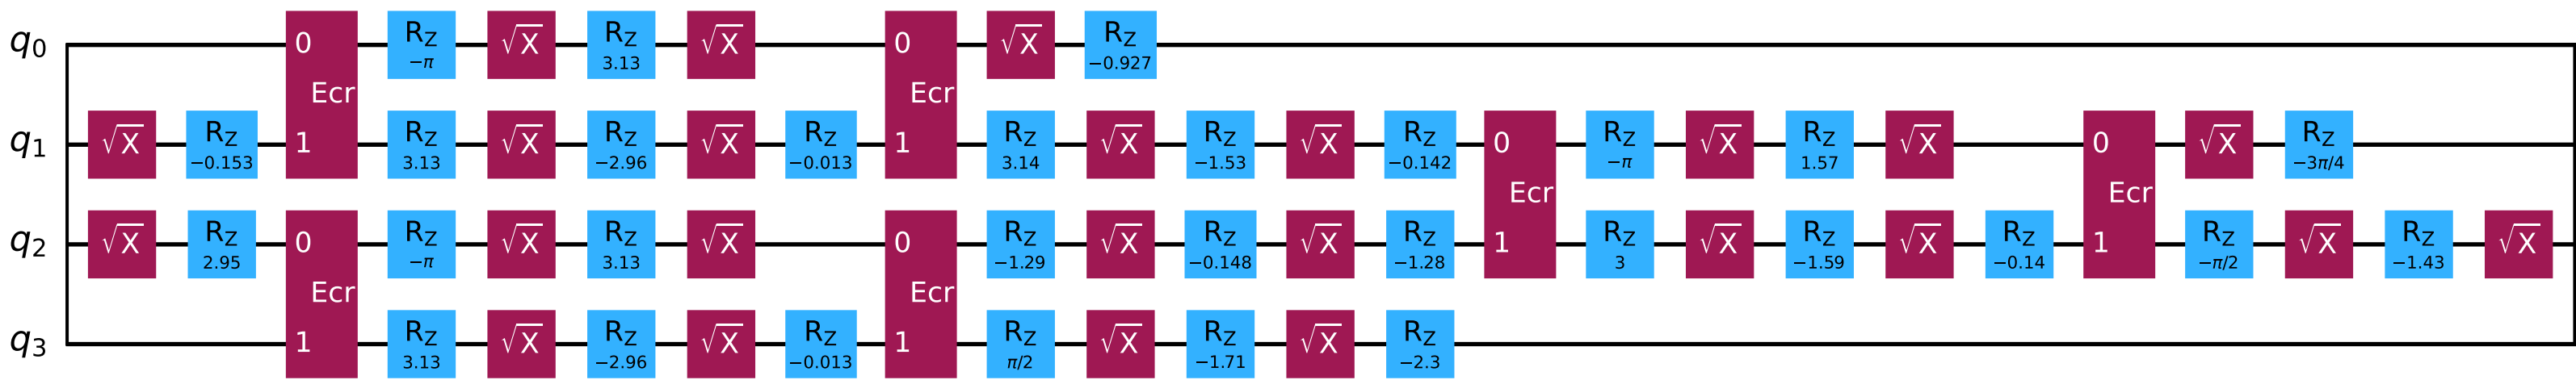 q0 0 RZ −π √X RZ 3.13 √X 0 √X RZ −0.927
Ecr Ecr
q1 √X RZ −0.153 1 RZ 3.13 √X RZ −2.96 √X RZ −0.013 1 RZ 3.14 √X RZ −1.53 √X RZ −0.142 0 RZ −π √X RZ 1.57 √X 0 √X RZ −3π/4
Ecr Ecr
q2 √X RZ 2.95 0 RZ −π √X RZ 3.13 √X 0 RZ −1.29 √X RZ −0.148 √X RZ −1.28 1 RZ 3 √X RZ −1.59 √X RZ −0.14 1 RZ −π/2 √X RZ −1.43 √X
Ecr Ecr
q3 1 RZ 3.13 √X RZ −2.96 √X RZ −0.013 1 RZ π/2 √X RZ −1.71 √X RZ −2.3